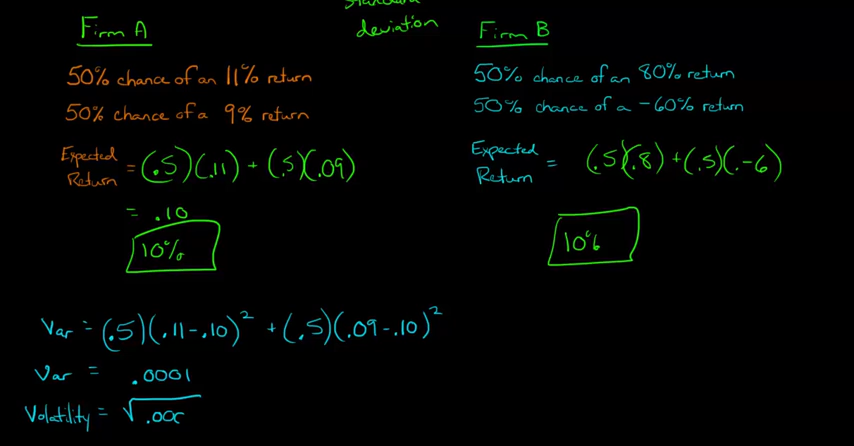 standard
deviation
Firm A
50% chance of an 11% return
50% chance of a 9% return
Expected
Return = (.5)(.11) + (.5)(.09)
= .10
10%
Firm B
50% chance of an 80% return
50% chance of a -60% return
Expected
Return = (.5)(.8) + (.5)(.-6)
10%
Var = (.5)(.11-.10)² + (.5)(.09-.10)²
Var = .0001
Volatility = √.00